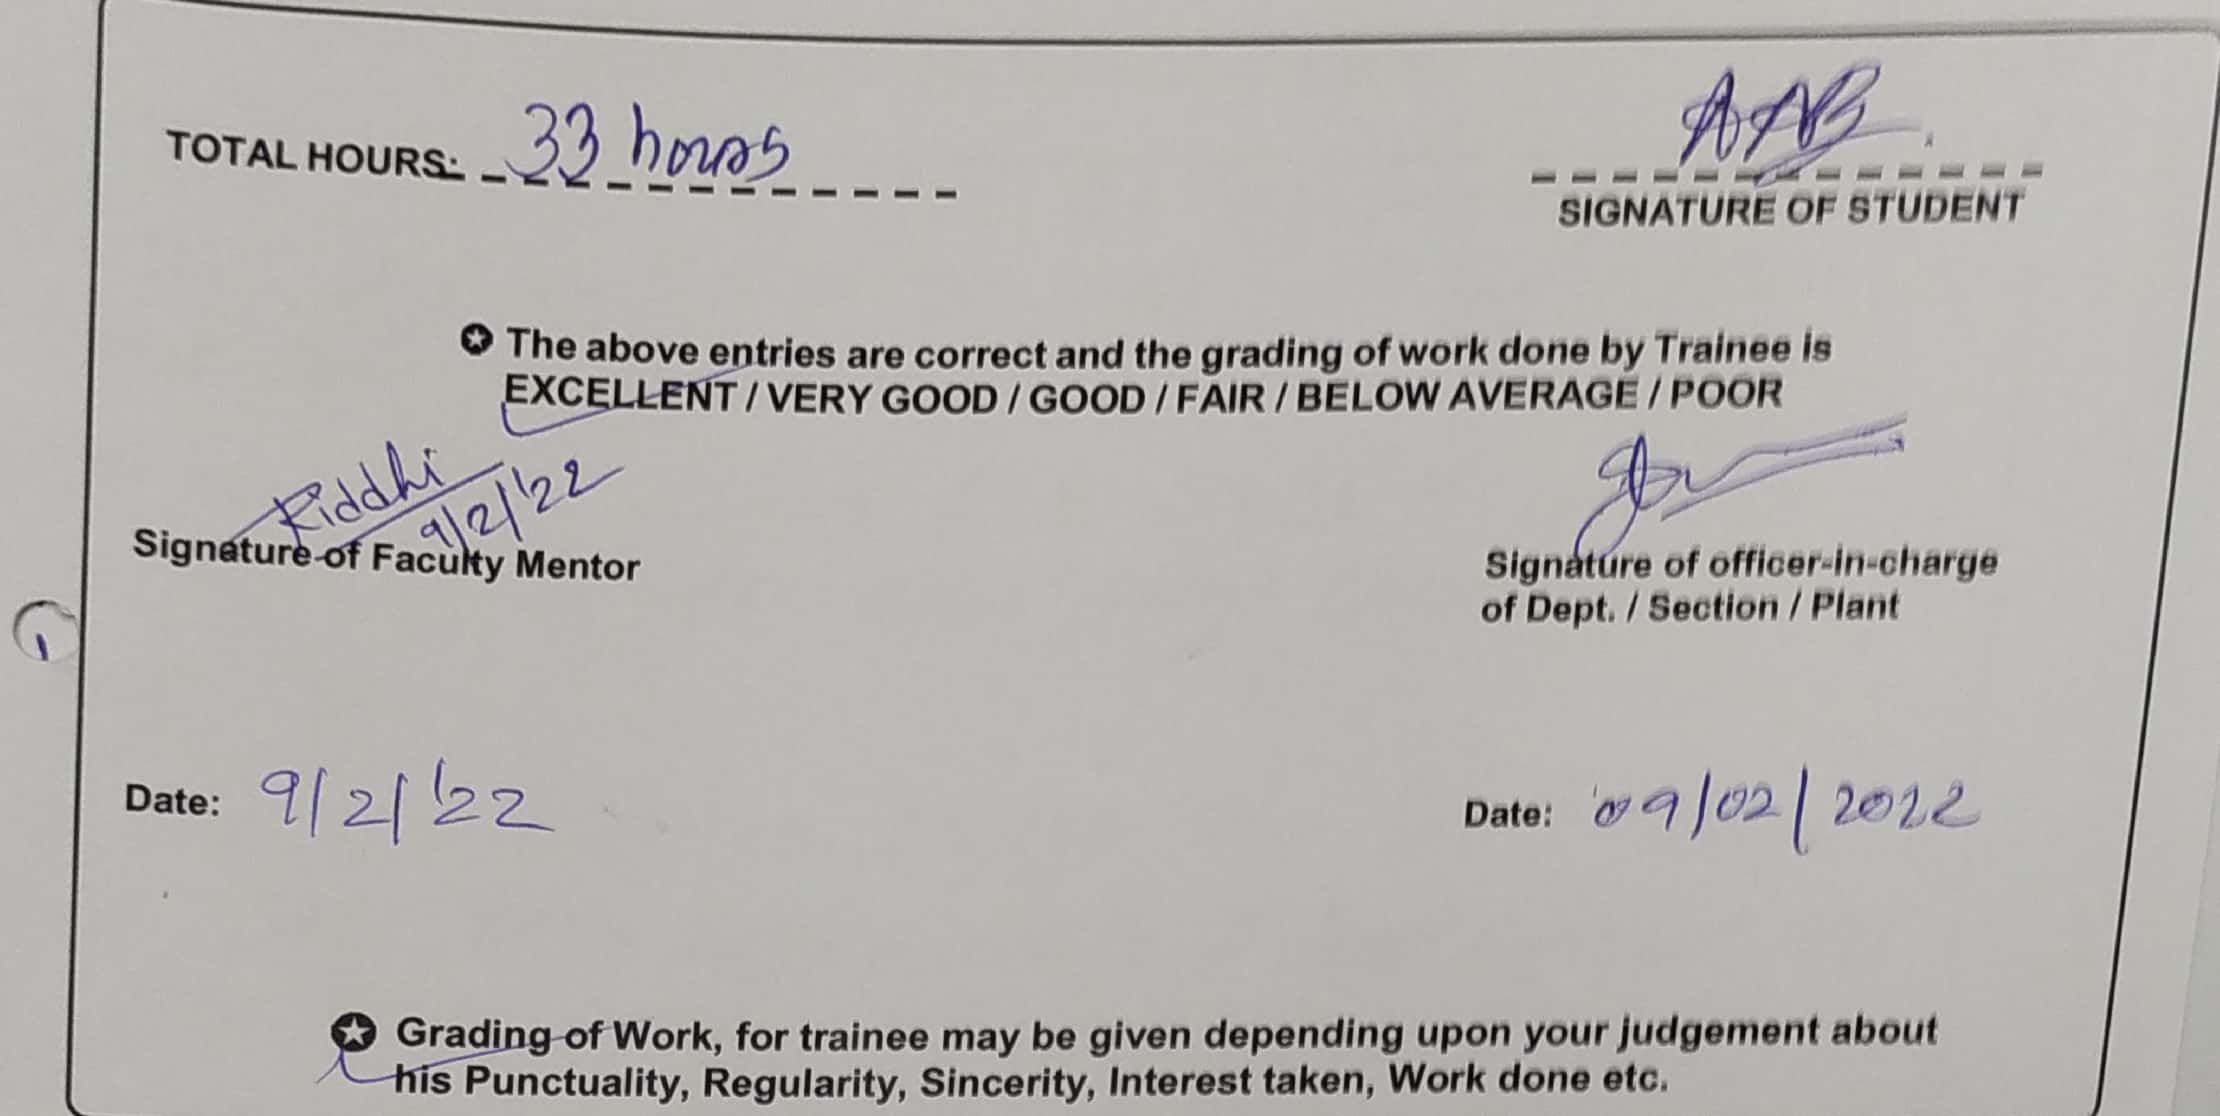 TOTAL HOURS: 33 hours
AAB
SIGNATURE OF STUDENT
The above entries are correct and the grading of work done by Trainee is
EXCELLENT / VERY GOOD / GOOD / FAIR / BELOW AVERAGE / POOR
Riddhi
9/2/'22
Signature of Faculty Mentor
Signature of officer-in-charge
of Dept. / Section / Plant
Date: 9/2/'22
Date: 09/02/2022
Grading of Work, for trainee may be given depending upon your judgement about
his Punctuality, Regularity, Sincerity, Interest taken, Work done etc.